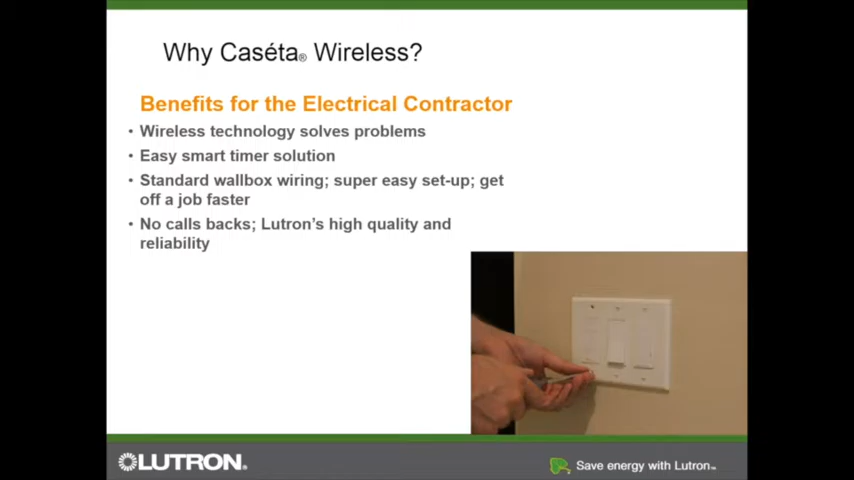 Why Caséta® Wireless?
Benefits for the Electrical Contractor
• Wireless technology solves problems
• Easy smart timer solution
• Standard wallbox wiring; super easy set-up; get
off a job faster
• No calls backs; Lutron's high quality and
reliability
LUTRON®
Save energy with Lutron™